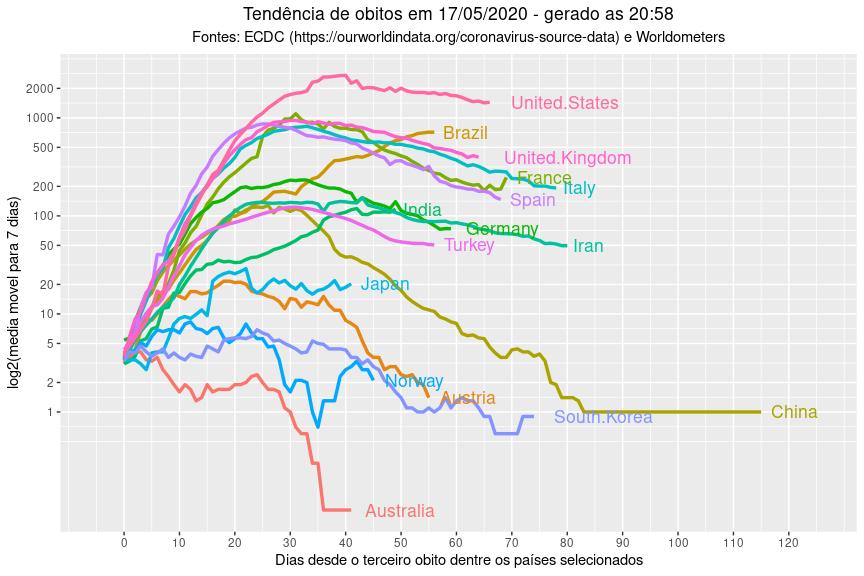 Tendência de obitos em 17/05/2020 - gerado as 20:58
Fontes: ECDC (https://ourworldindata.org/coronavirus-source-data) e Worldometers
log2(media movel para 7 dias)
2000
1000
500
200
100
50
20
10
5
2
1
United.States
Brazil
United.Kingdom
France
Italy
Spain
India
Germany
Turkey
Iran
Japan
Norway
Austria
South.Korea
China
Australia
0 10 20 30 40 50 60 70 80 90 100 110 120
Dias desde o terceiro obito dentre os países selecionados